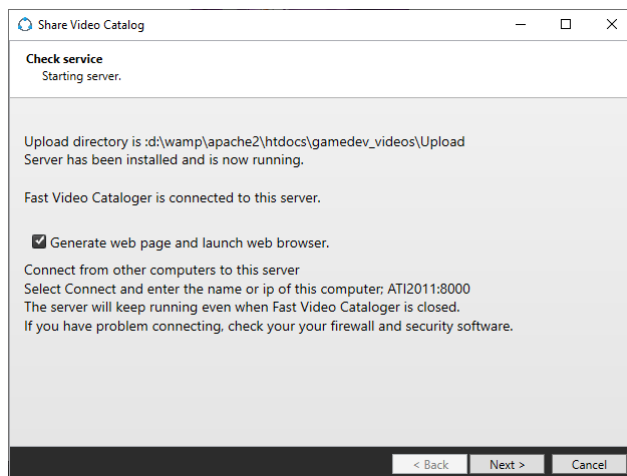 Share Video Catalog
Check service
Starting server.
Upload directory is :d:\wamp\apache2\htdocs\gamedev_videos\Upload
Server has been installed and is now running.
Fast Video Cataloger is connected to this server.
Generate web page and launch web browser.
Connect from other computers to this server
Select Connect and enter the name or ip of this computer; ATI2011:8000
The server will keep running even when Fast Video Cataloger is closed.
If you have problem connecting, check your your firewall and security software.
< Back
Next >
Cancel